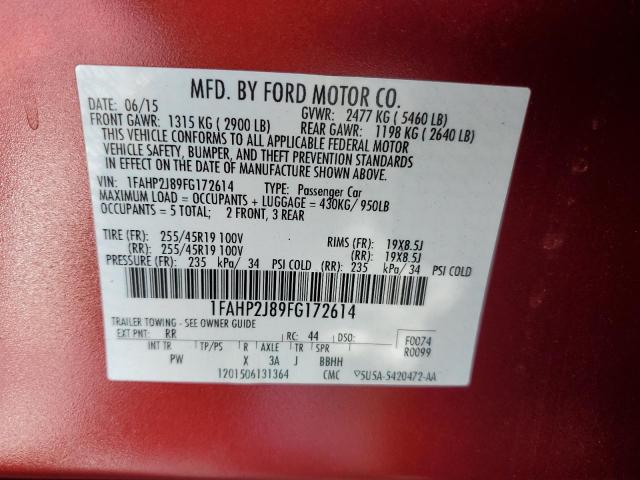 MFD. BY FORD MOTOR CO.
DATE: 06/15 GVWR: 2477 KG ( 5460 LB)
FRONT GAWR: 1315 KG ( 2900 LB) REAR GAWR: 1198 KG ( 2640 LB)
THIS VEHICLE CONFORMS TO ALL APPLICABLE FEDERAL MOTOR
VEHICLE SAFETY, BUMPER, AND THEFT PREVENTION STANDARDS
IN EFFECT ON THE DATE OF MANUFACTURE SHOWN ABOVE.
VIN: 1FAHP2J89FG172614 TYPE: Passenger Car
MAXIMUM LOAD = OCCUPANTS + LUGGAGE = 430KG/ 950LB
OCCUPANTS = 5 TOTAL; 2 FRONT, 3 REAR
TIRE (FR): 255/45R19 100V RIMS (FR): 19X8.5J
(RR): 255/45R19 100V (RR): 19X8.5J
PRESSURE (FR): 235 kPa/ 34 PSI COLD (RR): 235 kPa/ 34 PSI COLD
1FAHP2J89FG172614
TRAILER TOWING - SEE OWNER GUIDE
EXT PNT: RR RC: 44 DSO: F0074
INT TR TP/PS R AXLE TR SPR R0099
PW X 3A J BBHH
1201506131364 CMC ▽5U5A-5420472-AA